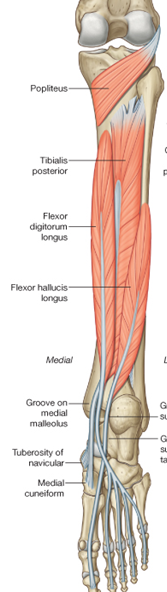 Popliteus
Tibialis
posterior
Flexor
digitorum
longus
Flexor hallucis
longus
Medial
Groove on
medial
malleolus
Tuberosity of
navicular
Medial
cuneiform